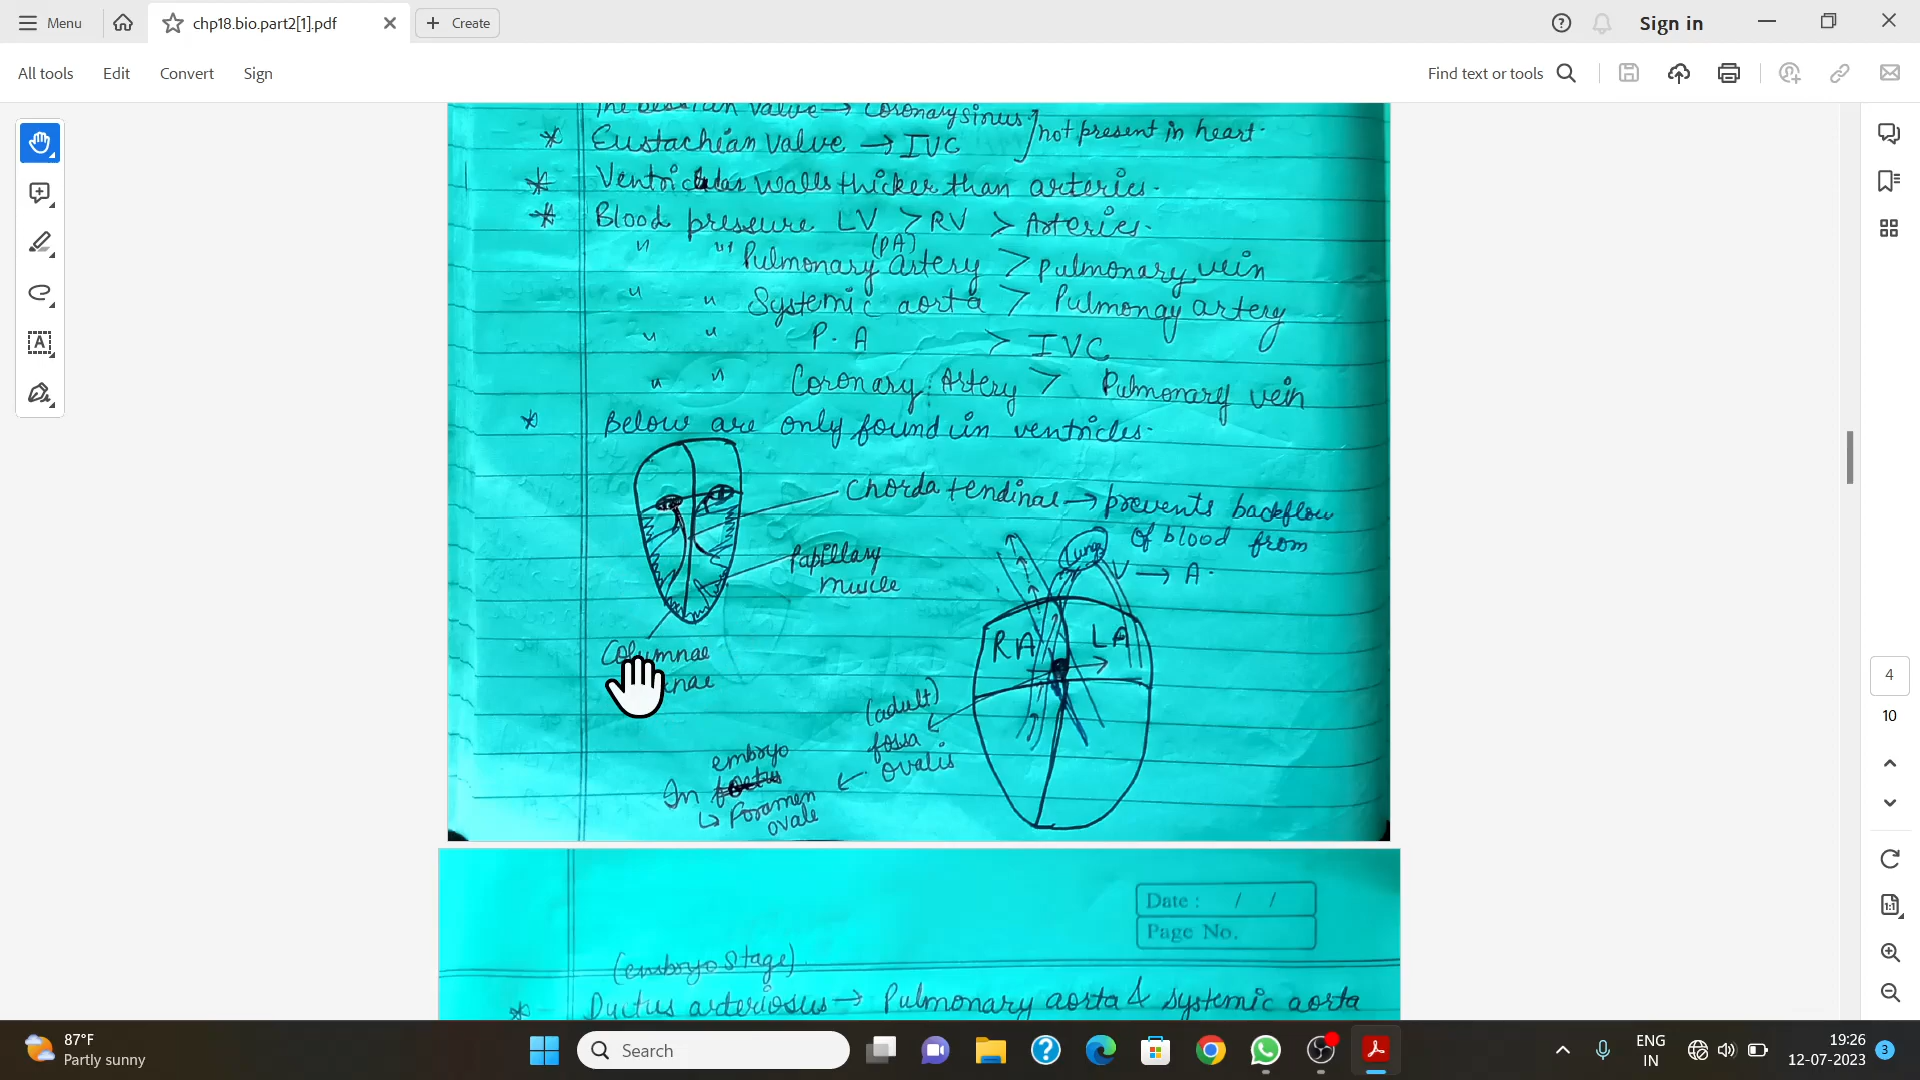 Menu
chp18.bio.part2[1].pdf
Create
Sign in
All tools
Edit
Convert
Sign
Find text or tools
Valve → Coronary sinus
* Eustachian Valve → IVC
not present in heart.
* Ventricular walls thicker than arteries.
* Blood pressure LV > RV > Arteries.
" " Pulmonary artery > pulmonary vein
(PA)
" " Systemic aorta > Pulmonay artery
" " P.A > IVC
" " Coronary Artery > Pulmonary vein
* Below are only found in ventricles.
Chorda tendinae → prevents backflow
of blood from
V → A.
Papillary
muscle
Lung
RA
LA
Columnae
(adult)
fossa
ovalis
embryo
In foetus
↳ Foramen
ovale
4
10
Date : / /
Page No.
(embryo stage)
* Ductus arteriosus → Pulmonary aorta & systemic aorta
87°F
Partly sunny
Search
ENG
IN
19:26
12-07-2023
3